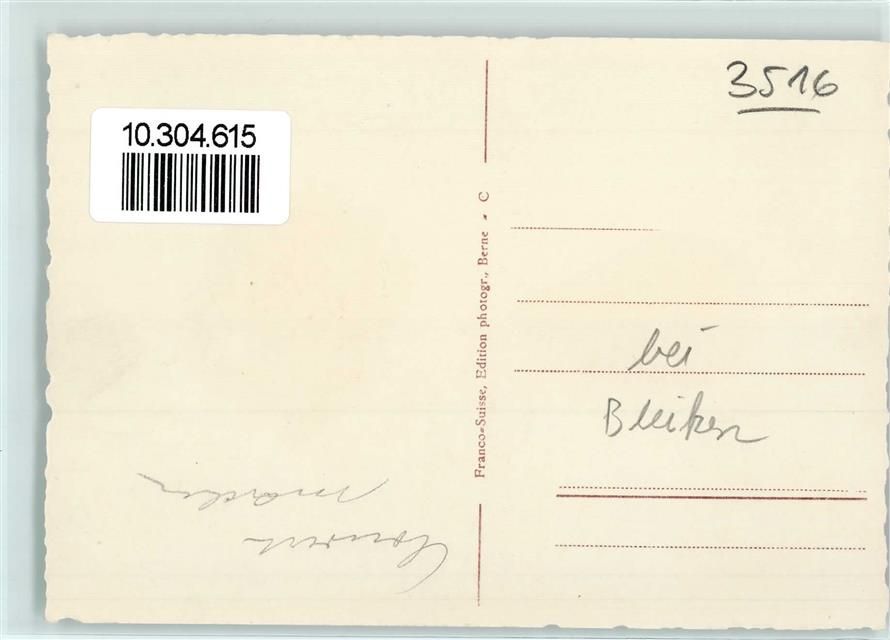 10.304.615
3516
Franco-Suisse, Edition photogr., Berne - C
bei
Bleiken